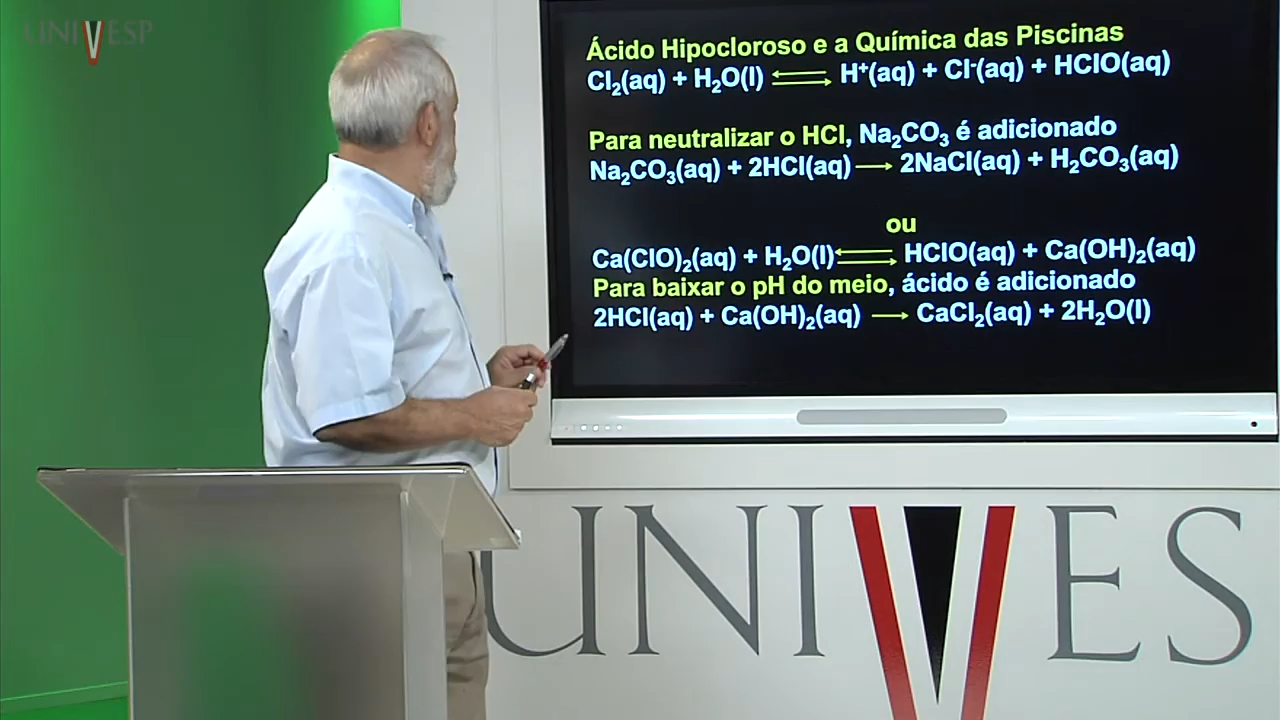 UNIVESP
Ácido Hipocloroso e a Química das Piscinas
Cl₂(aq) + H₂O(l) ⇌ H⁺(aq) + Cl⁻(aq) + HClO(aq)
Para neutralizar o HCl, Na₂CO₃ é adicionado
Na₂CO₃(aq) + 2HCl(aq) → 2NaCl(aq) + H₂CO₃(aq)
ou
Ca(ClO)₂(aq) + H₂O(l) ⇌ HClO(aq) + Ca(OH)₂(aq)
Para baixar o pH do meio, ácido é adicionado
2HCl(aq) + Ca(OH)₂(aq) → CaCl₂(aq) + 2H₂O(l)
UNIVES